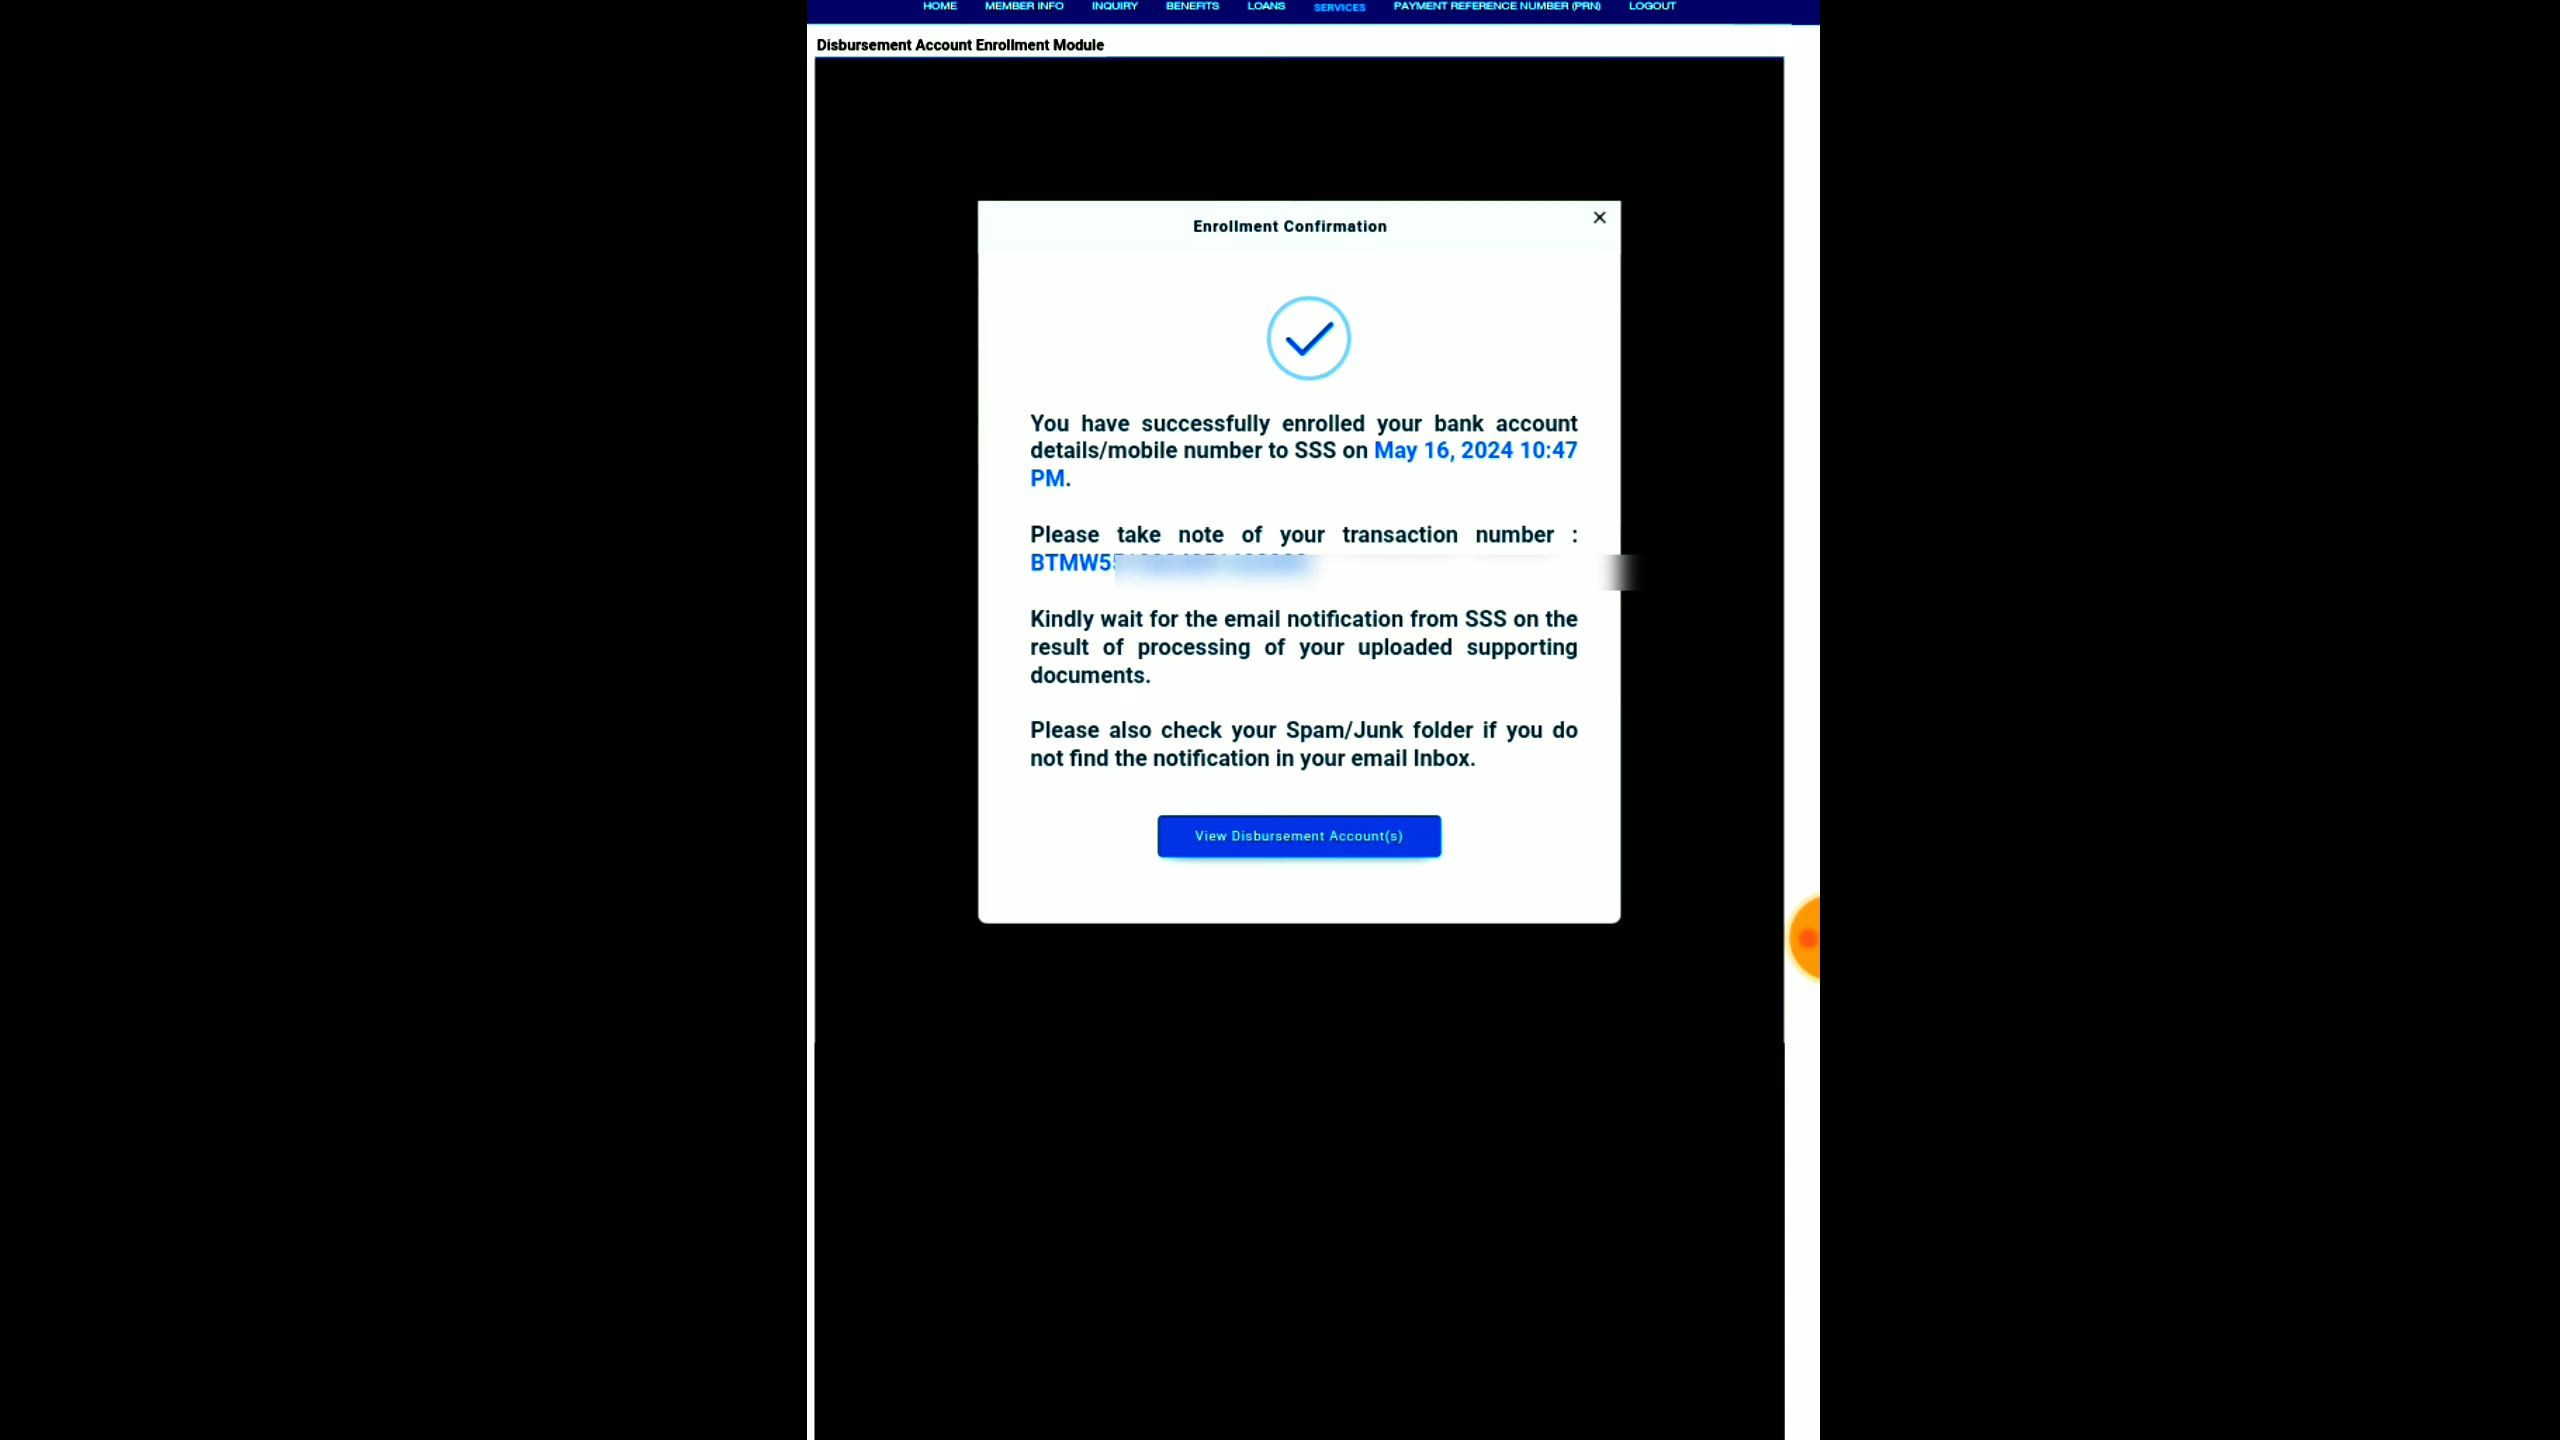 HOME MEMBER INFO INQUIRY BENEFITS LOANS SERVICES PAYMENT REFERENCE NUMBER (PRN) LOGOUT
Disbursement Account Enrollment Module
Enrollment Confirmation
You have successfully enrolled your bank account
details/mobile number to SSS on May 16, 2024 10:47
PM.
Please take note of your transaction number :
Kindly wait for the email notification from SSS on the
result of processing of your uploaded supporting
documents.
Please also check your Spam/Junk folder if you do
not find the notification in your email Inbox.
View Disbursement Account(s)